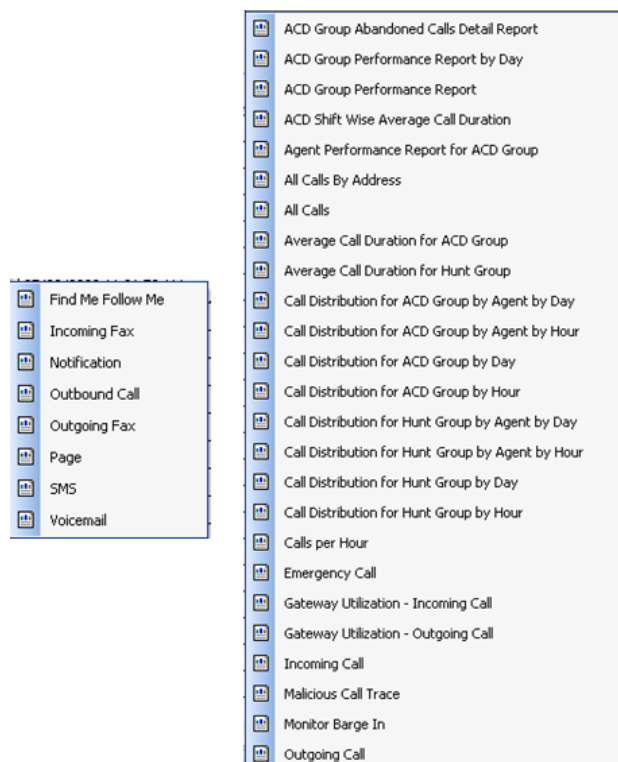 Find Me Follow Me
Incoming Fax
Notification
Outbound Call
Outgoing Fax
Page
SMS
Voicemail
ACD Group Abandoned Calls Detail Report
ACD Group Performance Report by Day
ACD Group Performance Report
ACD Shift Wise Average Call Duration
Agent Performance Report for ACD Group
All Calls By Address
All Calls
Average Call Duration for ACD Group
Average Call Duration for Hunt Group
Call Distribution for ACD Group by Agent by Day
Call Distribution for ACD Group by Agent by Hour
Call Distribution for ACD Group by Day
Call Distribution for ACD Group by Hour
Call Distribution for Hunt Group by Agent by Day
Call Distribution for Hunt Group by Agent by Hour
Call Distribution for Hunt Group by Day
Call Distribution for Hunt Group by Hour
Calls per Hour
Emergency Call
Gateway Utilization - Incoming Call
Gateway Utilization - Outgoing Call
Incoming Call
Malicious Call Trace
Monitor Barge In
Outgoing Call